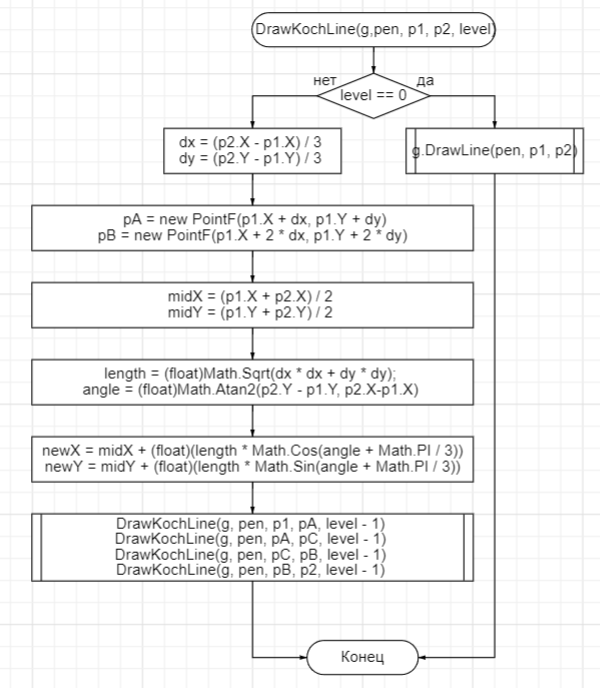 DrawKochLine(g,pen, p1, p2, level)
нет
да
level == 0
dx = (p2.X - p1.X) / 3
dy = (p2.Y - p1.Y) / 3
g.DrawLine(pen, p1, p2)
pA = new PointF(p1.X + dx, p1.Y + dy)
pB = new PointF(p1.X + 2 * dx, p1.Y + 2 * dy)
midX = (p1.X + p2.X) / 2
midY = (p1.Y + p2.Y) / 2
length = (float)Math.Sqrt(dx * dx + dy * dy);
angle = (float)Math.Atan2(p2.Y - p1.Y, p2.X-p1.X)
newX = midX + (float)(length * Math.Cos(angle + Math.PI / 3))
newY = midY + (float)(length * Math.Sin(angle + Math.PI / 3))
DrawKochLine(g, pen, p1, pA, level - 1)
DrawKochLine(g, pen, pA, pC, level - 1)
DrawKochLine(g, pen, pC, pB, level - 1)
DrawKochLine(g, pen, pB, p2, level - 1)
Конец